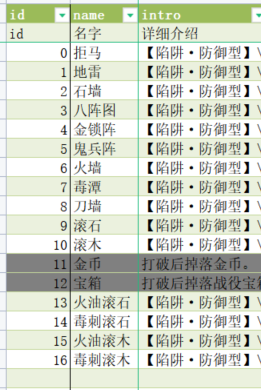 id name intro
id 名字 详细介绍
0 拒马 【陷阱·防御型】\
1 地雷 【陷阱·防御型】\
2 石墙 【陷阱·防御型】\
3 八阵图 【陷阱·防御型】\
4 金锁阵 【陷阱·防御型】\
5 鬼兵阵 【陷阱·防御型】\
6 火墙 【陷阱·防御型】\
7 毒潭 【陷阱·防御型】\
8 刀墙 【陷阱·防御型】\
9 滚石 【陷阱·防御型】\
10 滚木 【陷阱·防御型】\
11 金币 打破后掉落金币。
12 宝箱 打破后掉落战役宝箱
13 火油滚石 【陷阱·防御型】\
14 毒刺滚石 【陷阱·防御型】\
15 火油滚木 【陷阱·防御型】\
16 毒刺滚木 【陷阱·防御型】\